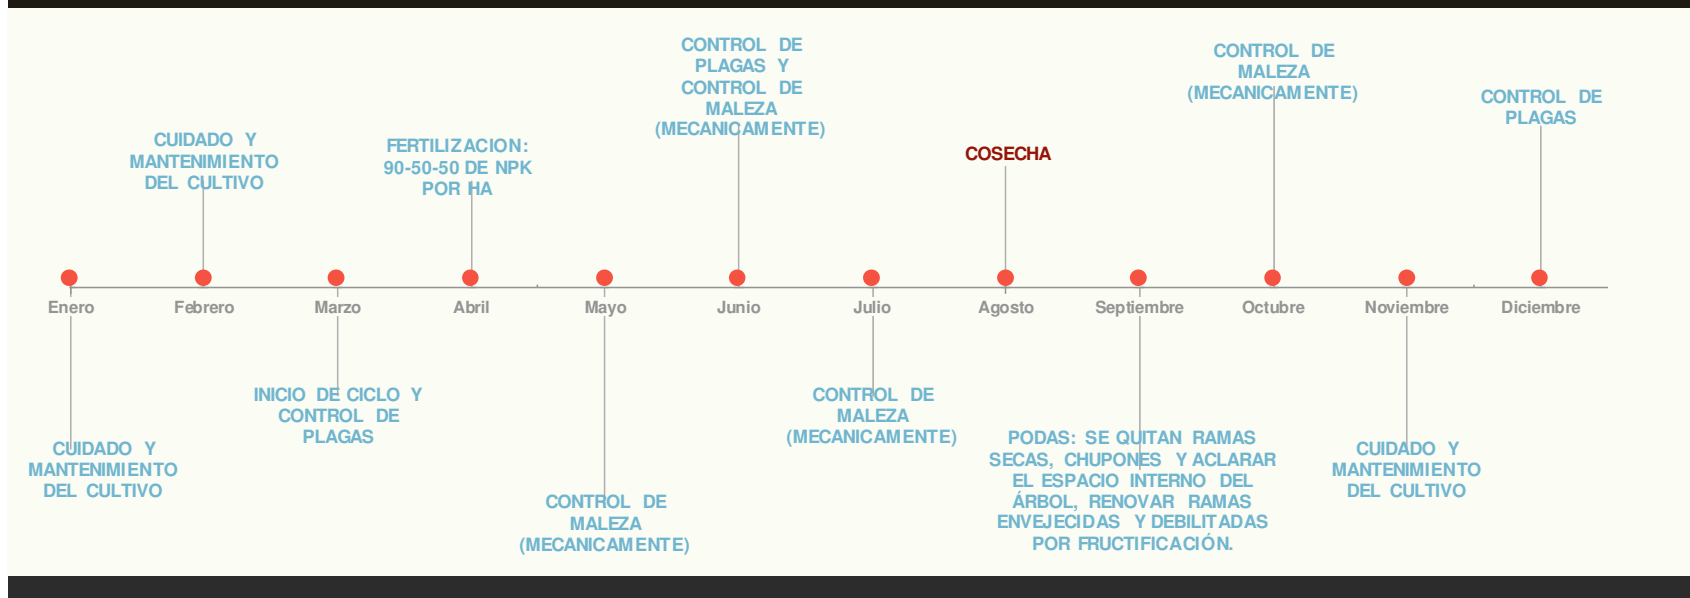 CONTROL DE
PLAGAS Y
CONTROL DE
MALEZA
(MECANICAMENTE)
CONTROL DE
MALEZA
(MECANICAMENTE)
CONTROL DE
PLAGAS
CUIDADO Y
MANTENIMIENTO
DEL CULTIVO
FERTILIZACION:
90-50-50 DE NPK
POR HA
COSECHA
Enero
Febrero
Marzo
Abril
Mayo
Junio
Julio
Agosto
Septiembre
Octubre
Noviembre
Diciembre
CUIDADO Y
MANTENIMIENTO
DEL CULTIVO
INICIO DE CICLO Y
CONTROL DE
PLAGAS
CONTROL DE
MALEZA
(MECANICAMENTE)
CONTROL DE
MALEZA
(MECANICAMENTE)
PODAS: SE QUITAN RAMAS
SECAS, CHUPONES Y ACLARAR
EL ESPACIO INTERNO DEL
ÁRBOL, RENOVAR RAMAS
ENVEJECIDAS Y DEBILITADAS
POR FRUCTIFICACIÓN.
CUIDADO Y
MANTENIMIENTO
DEL CULTIVO